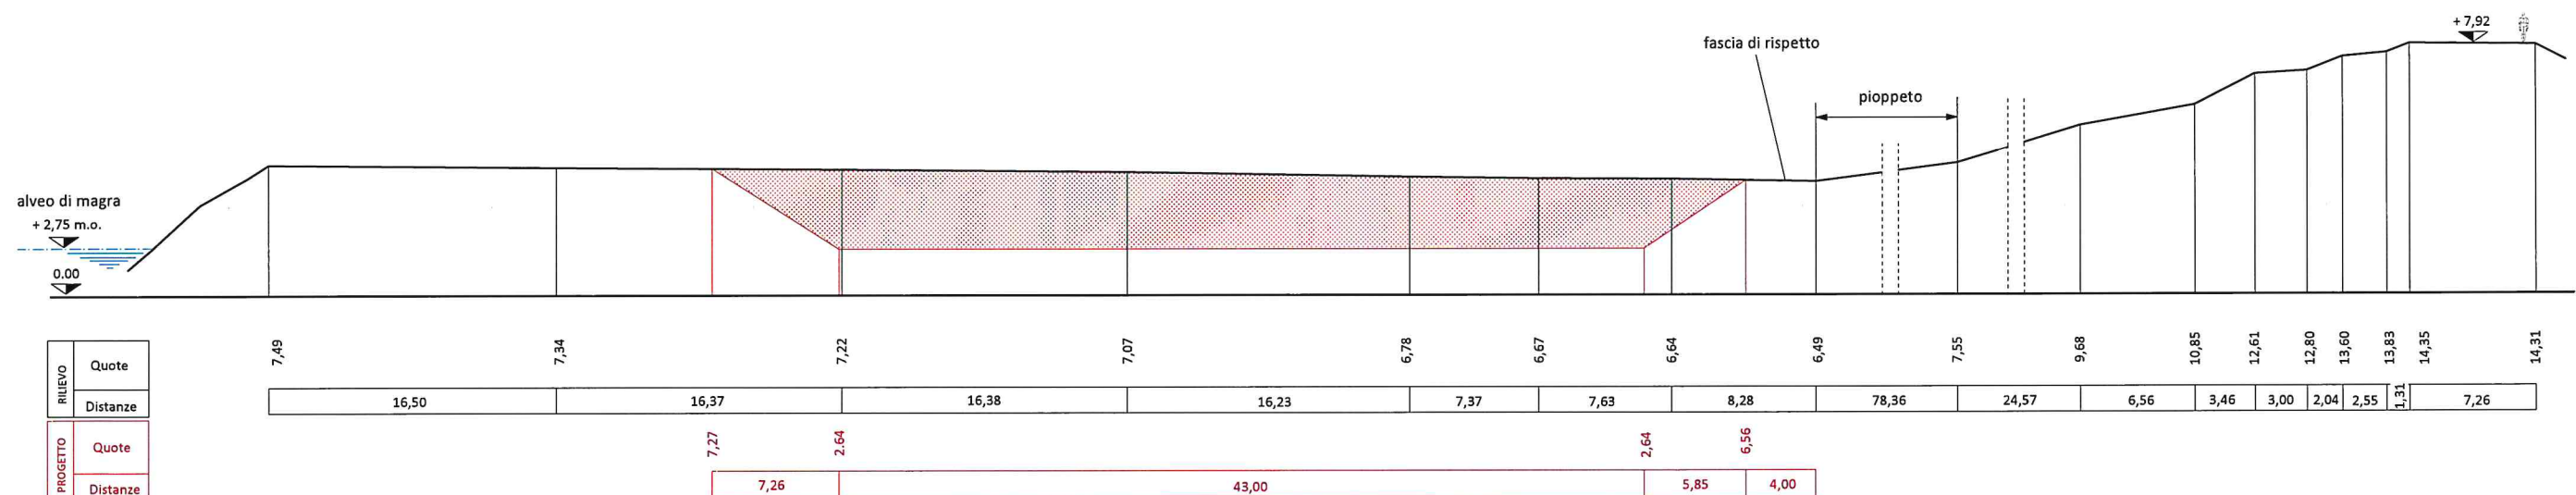 + 7,92
fascia di rispetto
pioppeto
alveo di magra
+ 2,75 m.o.
0.00
RILIEVO
Quote
7,49 7,34 7,22 7,07 6,78 6,67 6,64 6,49 7,55 9,68 10,85 12,61 12,80 13,60 13,83 14,35 14,31
Distanze
16,50 16,37 16,38 16,23 7,37 7,63 8,28 78,36 24,57 6,56 3,46 3,00 2,04 2,55 1,31 7,26
PROGETTO
Quote
7,27 2.64 2,64 6,56
Distanze
7,26 43,00 5,85 4,00